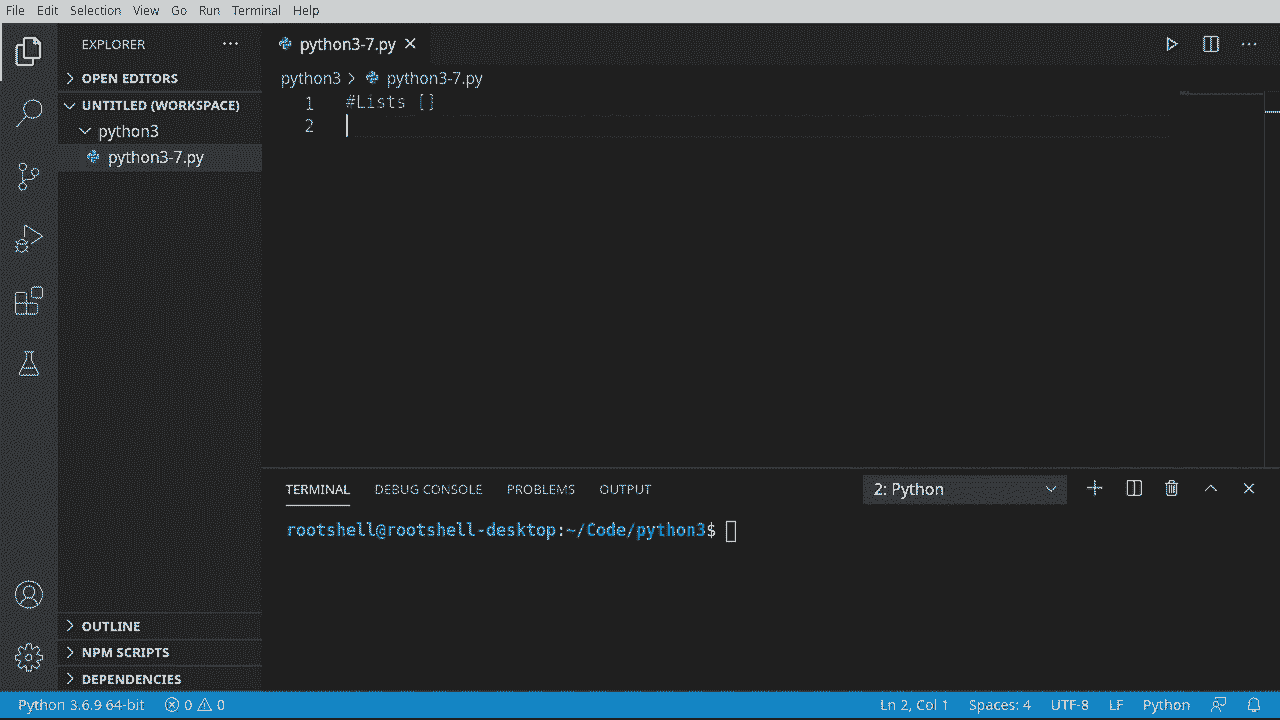 File Edit Selection View Go Run Terminal Help
EXPLORER
python3-7.py
OPEN EDITORS
python3 > python3-7.py
UNTITLED (WORKSPACE)
1 #Lists []
2
python3
python3-7.py
TERMINAL DEBUG CONSOLE PROBLEMS OUTPUT 2: Python
rootshell@rootshell-desktop:~/Code/python3$
OUTLINE
NPM SCRIPTS
DEPENDENCIES
Python 3.6.9 64-bit 0 0 Ln 2, Col 1 Spaces: 4 UTF-8 LF Python